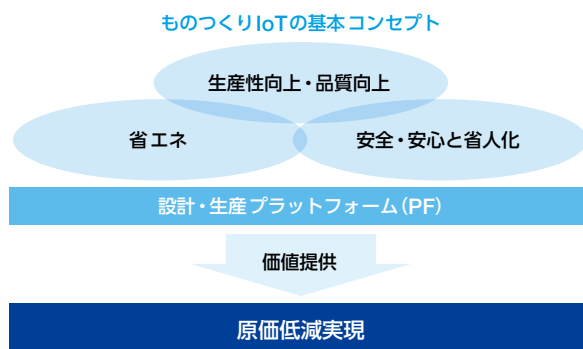 ものつくりIoTの基本コンセプト
生産性向上・品質向上
省エネ
安全・安心と省人化
設計・生産プラットフォーム(PF)
価値提供
原価低減実現